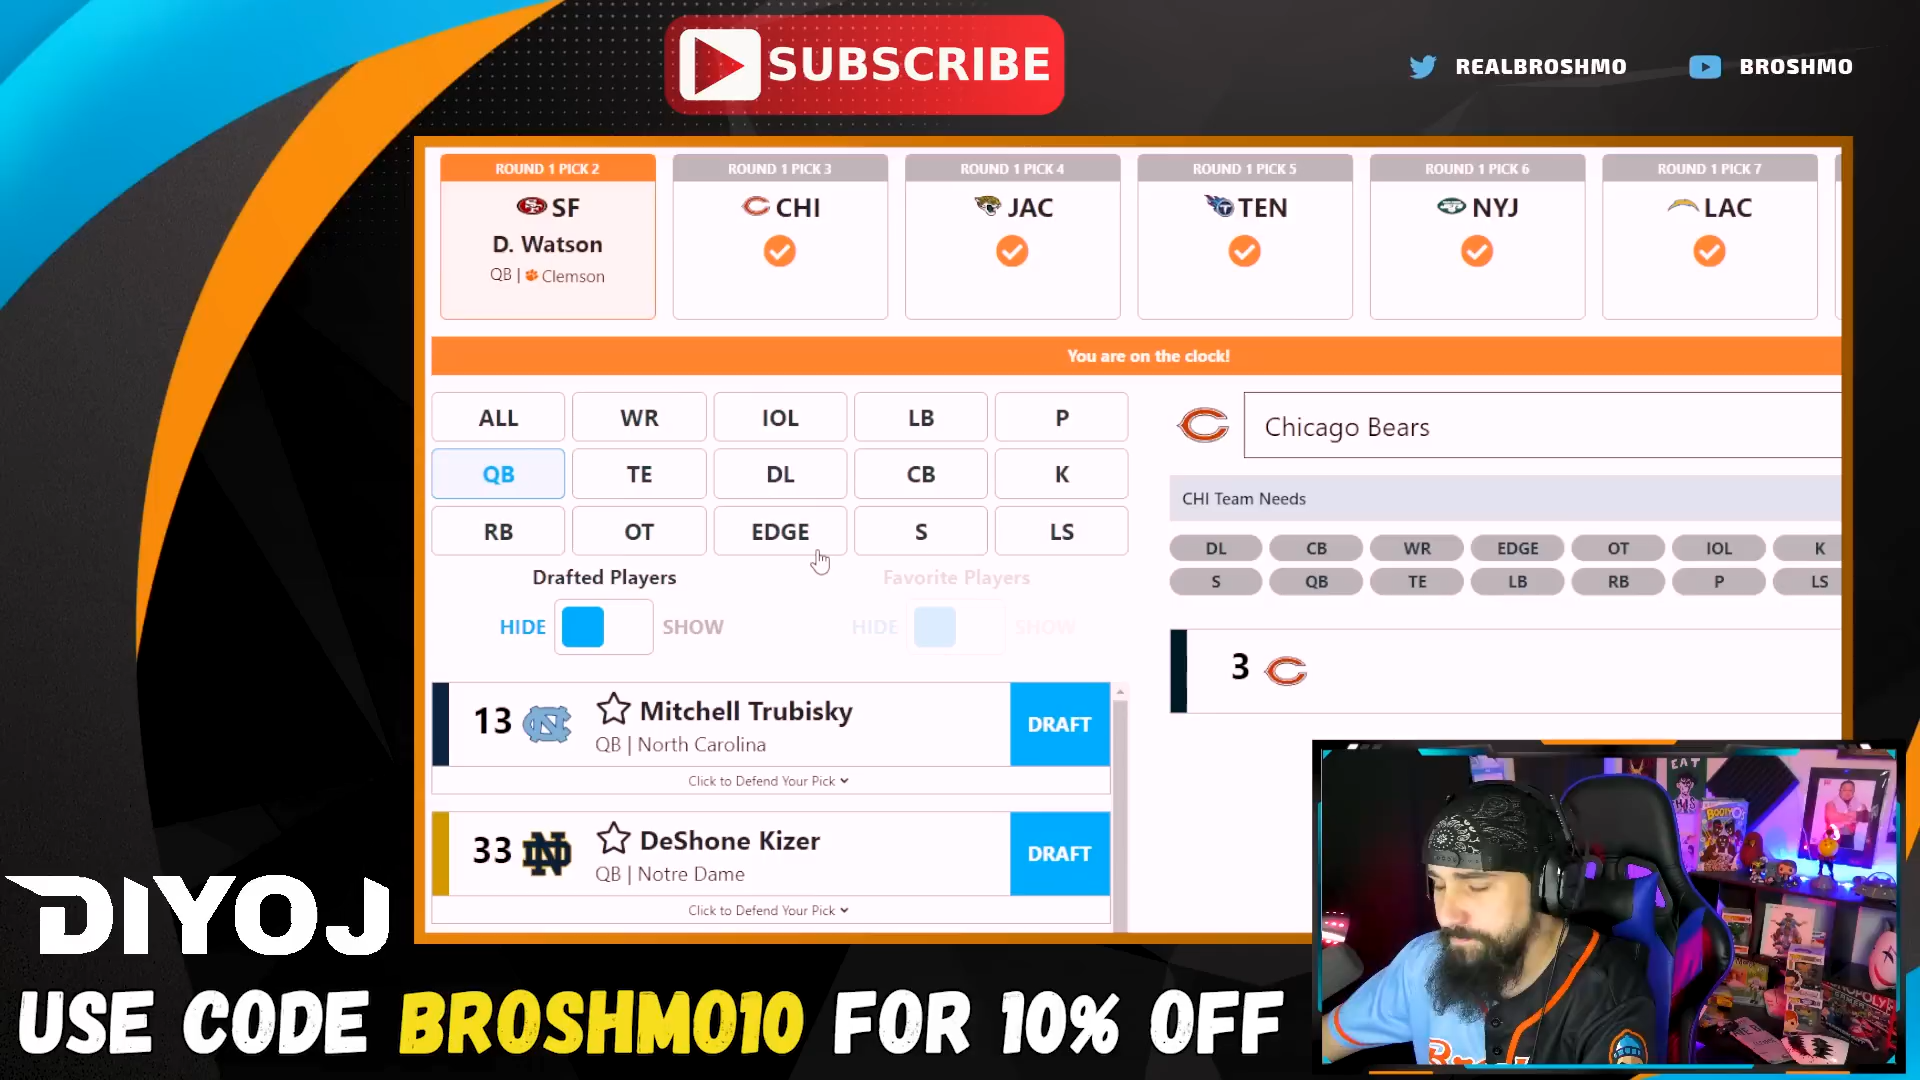 SUBSCRIBE
REALBROSHMO
BROSHMO
ROUND 1 PICK 2
SF
D. Watson
QB | Clemson
ROUND 1 PICK 3
CHI
ROUND 1 PICK 4
JAC
ROUND 1 PICK 5
TEN
ROUND 1 PICK 6
NYJ
ROUND 1 PICK 7
LAC
You are on the clock!
ALL WR IOL LB P
QB TE DL CB K
RB OT EDGE S LS
Drafted Players
HIDE SHOW
Favorite Players
HIDE SHOW
Chicago Bears
CHI Team Needs
DL CB WR EDGE OT IOL K
S QB TE LB RB P LS
3
13 Mitchell Trubisky
QB | North Carolina
DRAFT
Click to Defend Your Pick
33 DeShone Kizer
QB | Notre Dame
DRAFT
Click to Defend Your Pick
DIYOJ
USE CODE BROSHMO10 FOR 10% OFF
EAT